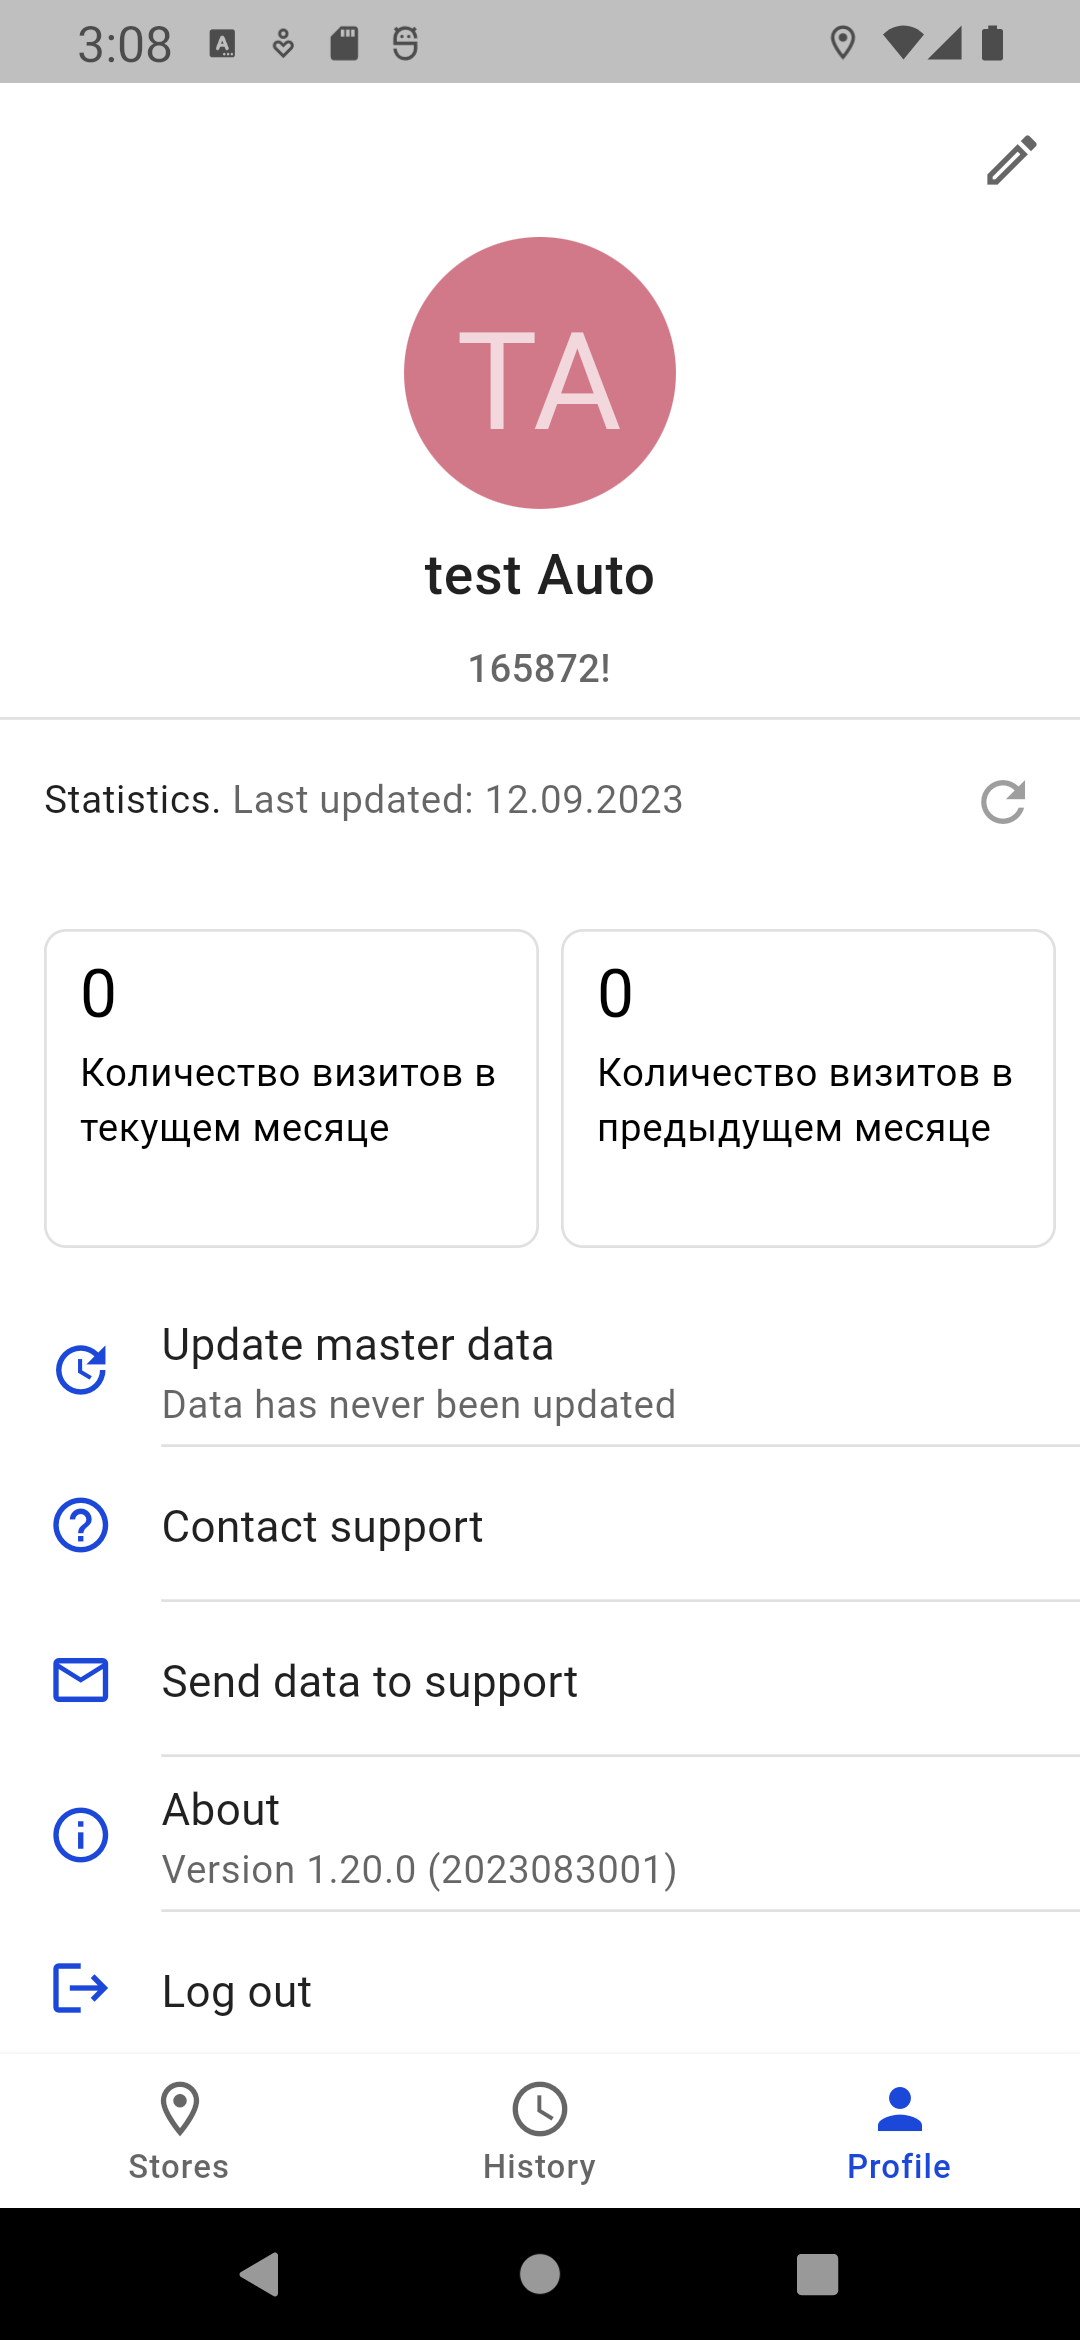 3:08
TA
test Auto
165872!
Statistics. Last updated: 12.09.2023
0
Количество визитов в
текущем месяце
0
Количество визитов в
предыдущем месяце
Update master data
Data has never been updated
Contact support
Send data to support
About
Version 1.20.0 (2023083001)
Log out
Stores
History
Profile